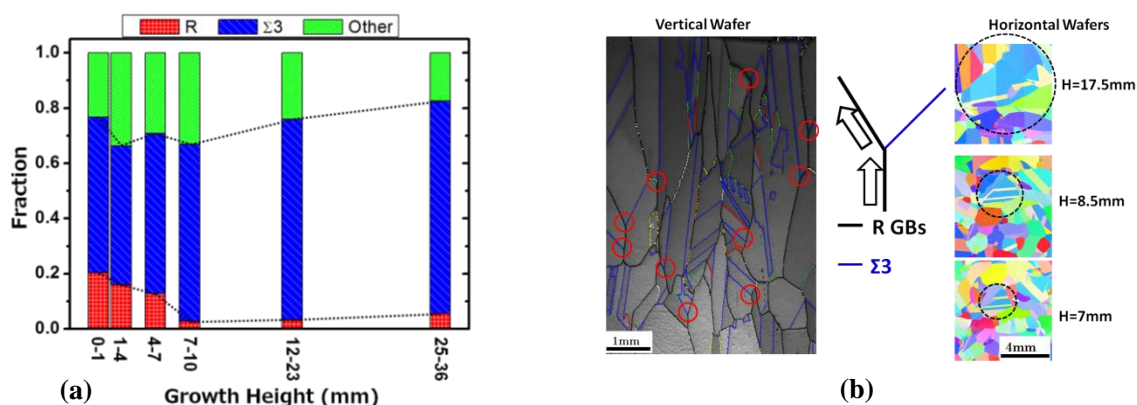 R Σ3 Other
Fraction
1.0
0.8
0.6
0.4
0.2
0.0
0-1 1-4 4-7 7-10 12-23 25-36
Growth Height (mm)
(a)
Vertical Wafer
1mm
R GBs
Σ3
Horizontal Wafers
H=17.5mm
H=8.5mm
H=7mm
4mm
(b)